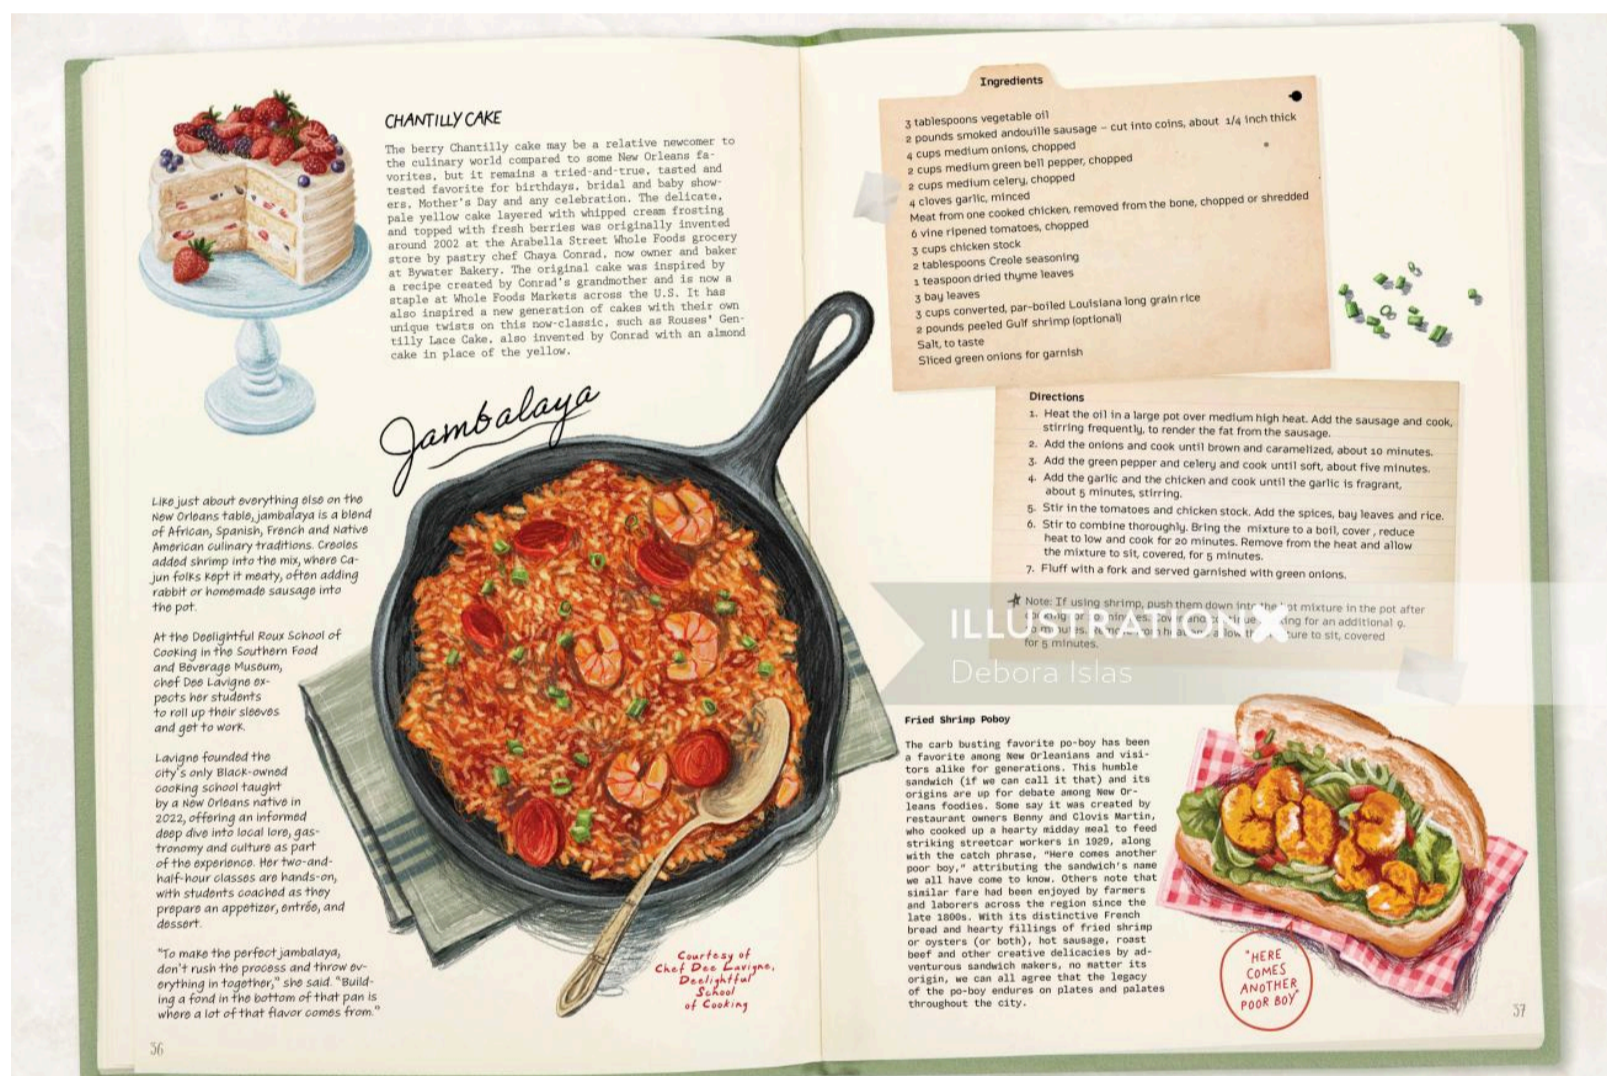 CHANTILLY CAKE
The berry Chantilly cake may be a relative newcomer to
the culinary world compared to some New Orleans fa-
vorites, but it remains a tried-and-true, tasted and
tested favorite for birthdays, bridal and baby show-
ers, Mother's Day and any celebration. The delicate,
pale yellow cake layered with whipped cream frosting
and topped with fresh berries was originally invented
around 2002 at the Arabella Street Whole Foods grocery
store by pastry chef Chaya Conrad, now owner and baker
at Bywater Bakery. The original cake was inspired by
a recipe created by Conrad's grandmother and is now a
staple at Whole Foods Markets across the U.S. It has
also inspired a new generation of cakes with their own
unique twists on this now-classic, such as Rouses' Gen-
tilly Lace Cake, also invented by Conrad with an almond
cake in place of the yellow.
Jambalaya
Like just about everything else on the
New Orleans table, jambalaya is a blend
of African, Spanish, French and Native
American culinary traditions. Creoles
added shrimp into the mix, where Ca-
jun folks kept it meaty, often adding
rabbit or homemade sausage into
the pot.
At the Deelightful Roux School of
Cooking in the Southern Food
and Beverage Museum,
chef Dee Lavigne ex-
pects her students
to roll up their sleeves
and get to work.
Lavigne founded the
city's only Black-owned
cooking school taught
by a New Orleans native in
2022, offering an informed
deep dive into local lore, gas-
tronomy and culture as part
of the experience. Her two-and-
half-hour classes are hands-on,
with students coached as they
prepare an appetizer, entrée, and
dessert.
"To make the perfect jambalaya,
don't rush the process and throw ev-
erything in together," she said. "Build-
ing a fond in the bottom of that pan is
where a lot of that flavor comes from."
36
Courtesy of
Chef Dee Lavigne,
Deelightful
School
of Cooking
Ingredients
3 tablespoons vegetable oil
2 pounds smoked andouille sausage – cut into coins, about 1/4 inch thick
4 cups medium onions, chopped
2 cups medium green bell pepper, chopped
2 cups medium celery, chopped
4 cloves garlic, minced
Meat from one cooked chicken, removed from the bone, chopped or shredded
6 vine ripened tomatoes, chopped
3 cups chicken stock
2 tablespoons Creole seasoning
1 teaspoon dried thyme leaves
3 bay leaves
3 cups converted, par-boiled Louisiana long grain rice
2 pounds peeled Gulf shrimp (optional)
Salt, to taste
Sliced green onions for garnish
Directions
1. Heat the oil in a large pot over medium high heat. Add the sausage and cook,
stirring frequently, to render the fat from the sausage.
2. Add the onions and cook until brown and caramelized, about 10 minutes.
3. Add the green pepper and celery and cook until soft, about five minutes.
4. Add the garlic and the chicken and cook until the garlic is fragrant,
about 5 minutes, stirring.
5. Stir in the tomatoes and chicken stock. Add the spices, bay leaves and rice.
6. Stir to combine thoroughly. Bring the mixture to a boil, cover, reduce
heat to low and cook for 20 minutes. Remove from the heat and allow
the mixture to sit, covered, for 5 minutes.
7. Fluff with a fork and served garnished with green onions.
Note: If using shrimp, push them down into the hot mixture in the pot after
for an additional 9.
to sit, covered
for 5 minutes.
ILLUSTRATIONX
Debora Islas
Fried Shrimp Poboy
The carb busting favorite po-boy has been
a favorite among New Orleanians and visi-
tors alike for generations. This humble
sandwich (if we can call it that) and its
origins are up for debate among New Or-
leans foodies. Some say it was created by
restaurant owners Benny and Clovis Martin,
who cooked up a hearty midday meal to feed
striking streetcar workers in 1929, along
with the catch phrase, "Here comes another
poor boy," attributing the sandwich's name
we all have come to know. Others note that
similar fare had been enjoyed by farmers
and laborers across the region since the
late 1800s. With its distinctive French
bread and hearty fillings of fried shrimp
or oysters (or both), hot sausage, roast
beef and other creative delicacies by ad-
venturous sandwich makers, no matter its
origin, we can all agree that the legacy
of the po-boy endures on plates and palates
throughout the city.
"HERE
COMES
ANOTHER
POOR BOY"
37